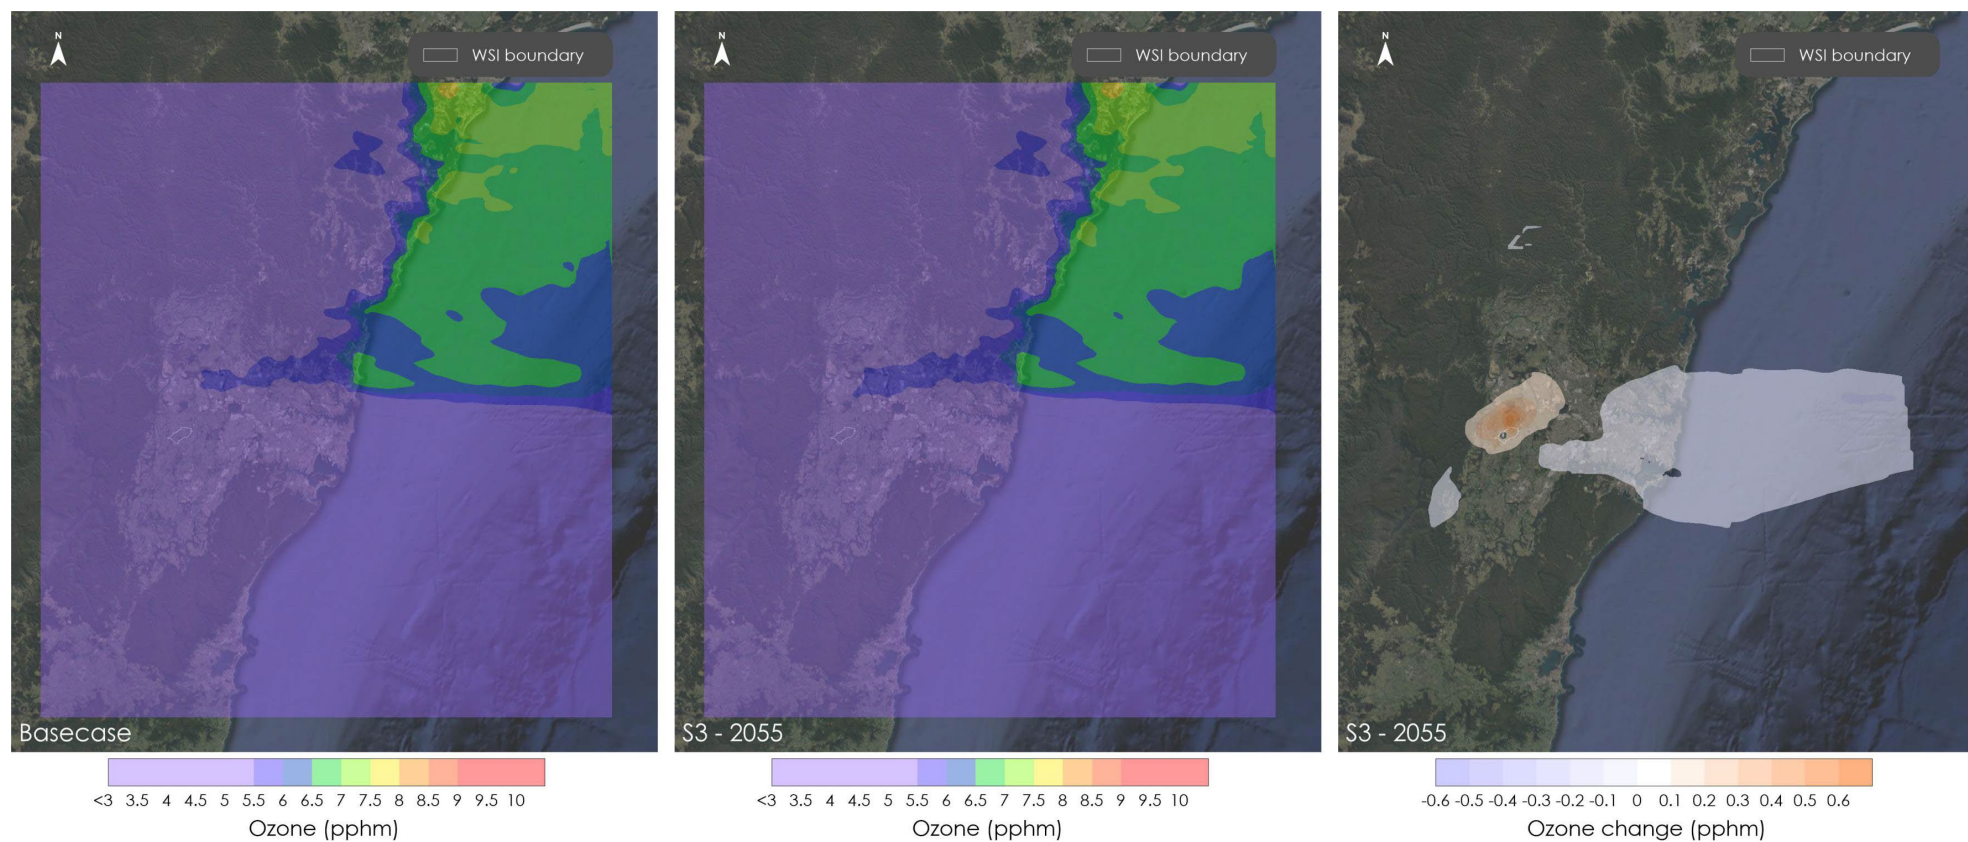 N
WSI boundary
Basecase
<3 3.5 4 4.5 5 5.5 6 6.5 7 7.5 8 8.5 9 9.5 10
Ozone (pphm)
N
WSI boundary
S3 - 2055
<3 3.5 4 4.5 5 5.5 6 6.5 7 7.5 8 8.5 9 9.5 10
Ozone (pphm)
N
WSI boundary
S3 - 2055
-0.6 -0.5 -0.4 -0.3 -0.2 -0.1 0 0.1 0.2 0.3 0.4 0.5 0.6
Ozone change (pphm)